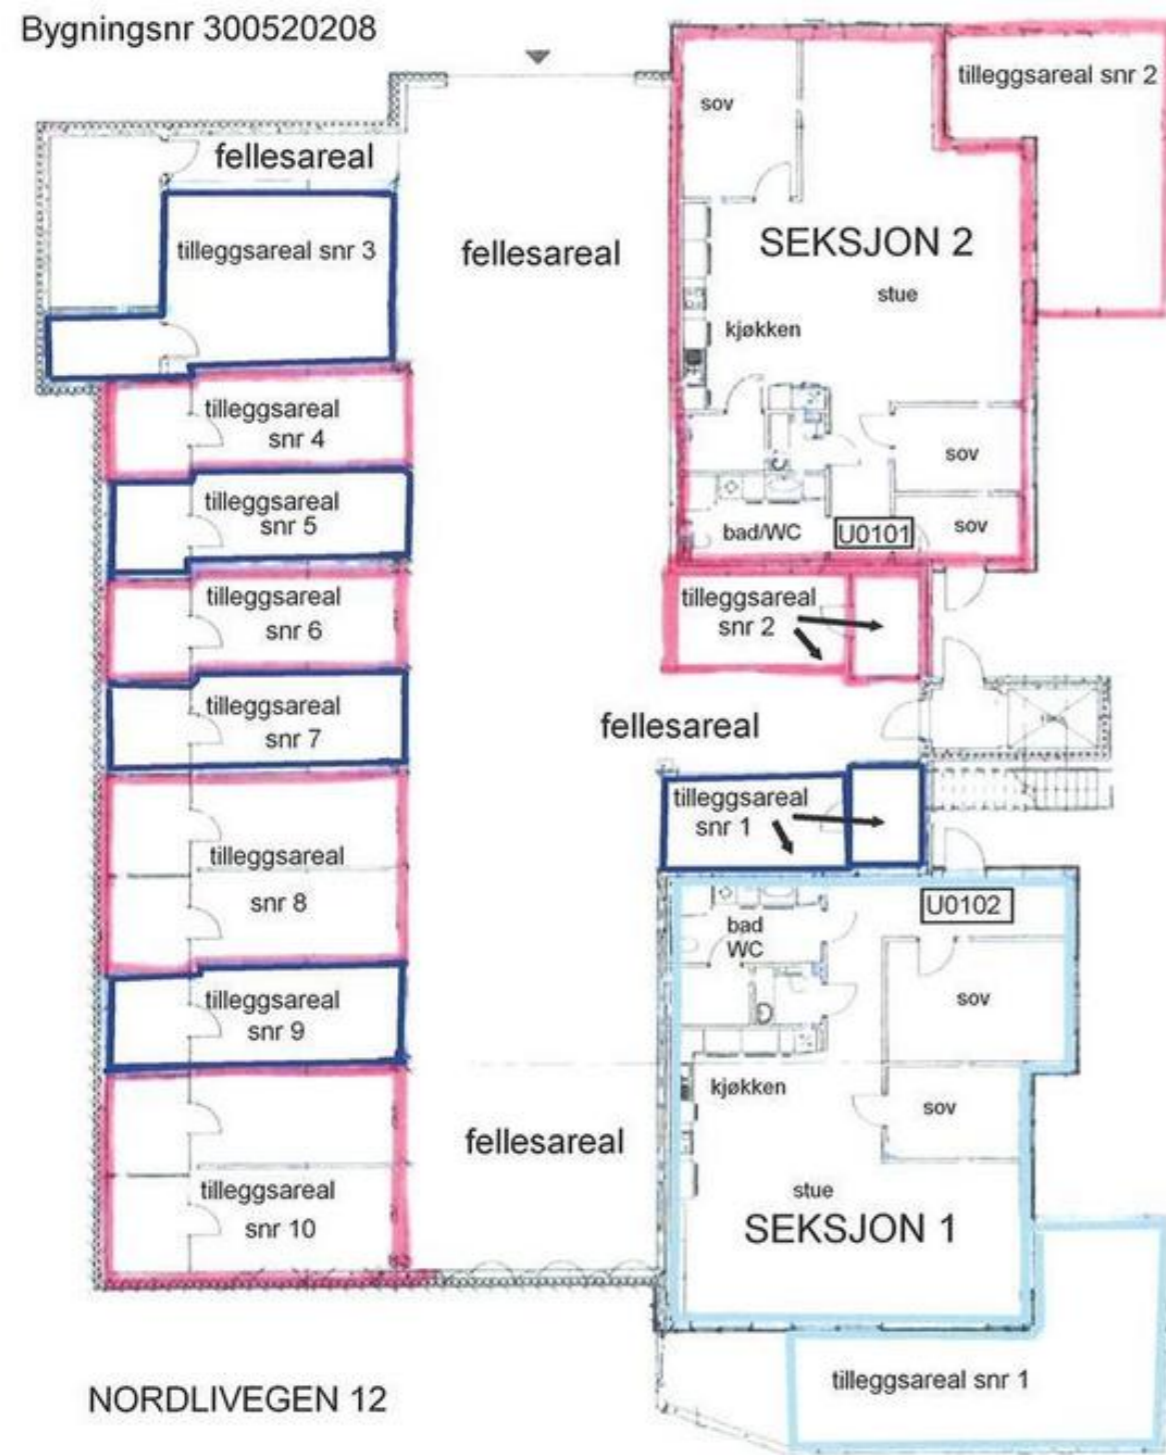 Bygningsnr 300520208
tilleggsareal snr 2
sov
fellesareal
tilleggsareal snr 3
fellesareal
SEKSJON 2
stue
kjøkken
tilleggsareal
snr 4
sov
tilleggsareal
snr 5
bad/WC
U0101
sov
tilleggsareal
snr 6
tilleggsareal
snr 2
tilleggsareal
snr 7
fellesareal
tilleggsareal
snr 1
tilleggsareal
snr 8
U0102
bad
WC
sov
tilleggsareal
snr 9
kjøkken
sov
fellesareal
tilleggsareal
snr 10
stue
SEKSJON 1
tilleggsareal snr 1
NORDLIVEGEN 12